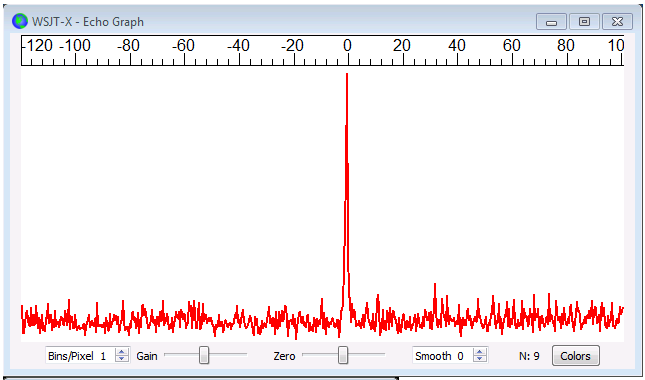 WSJT-X - Echo Graph
-120 -100 -80 -60 -40 -20 0 20 40 60 80 10
Bins/Pixel 1 Gain Zero Smooth 0 N: 9 Colors